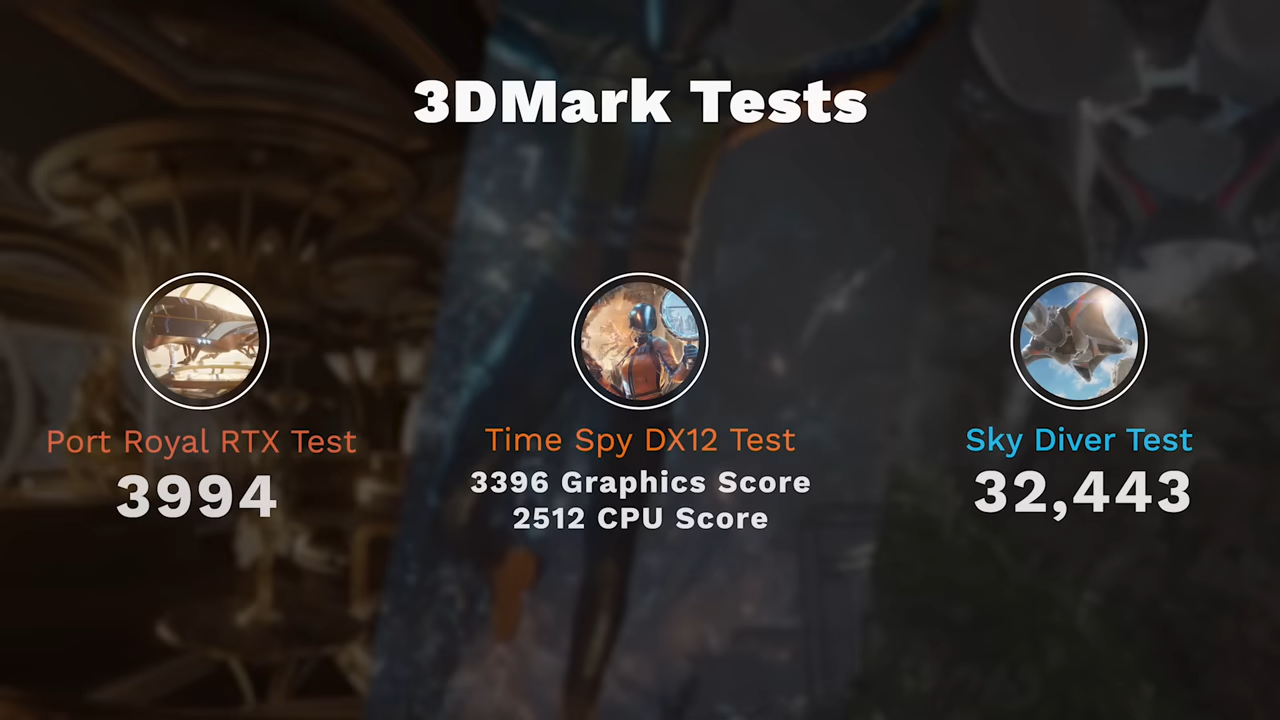 3DMark Tests
Port Royal RTX Test
3994
Time Spy DX12 Test
3396 Graphics Score
2512 CPU Score
Sky Diver Test
32,443